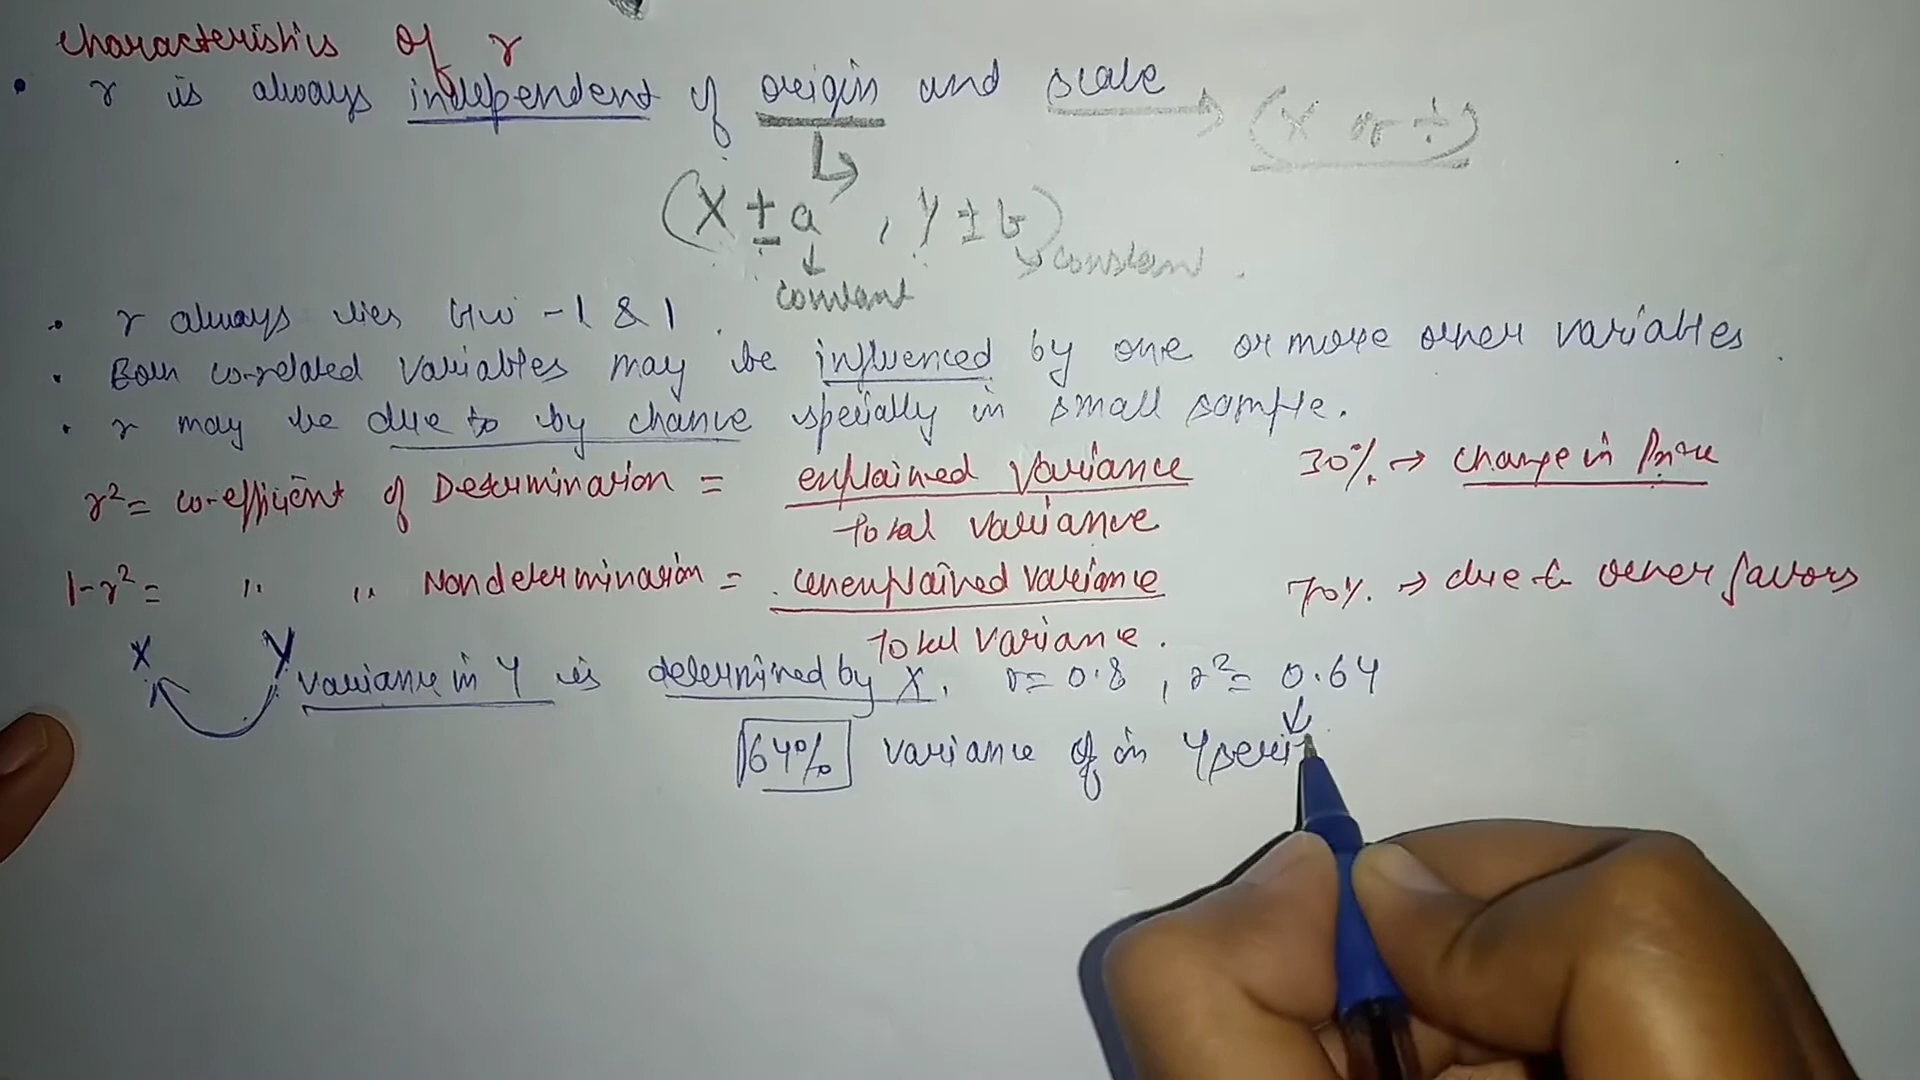 characteristics of r
• r is always independent of origin and scale → (× or ÷)
(X ± a , Y ± b)
constant constant
• r always lies btw -1 & 1.
• Both co-related variables may be influenced by one or more other variables.
• r may be due to by chance specially in small sample.
r² = co-efficient of Determination = explained variance / total variance
30% → change in Price
1-r² = " " Nondetermination = unexplained variance / Total variance.
70% → due to other factors
X Y
variance in Y is determined by X. r = 0.8, r² = 0.64
64% variance of in Y series